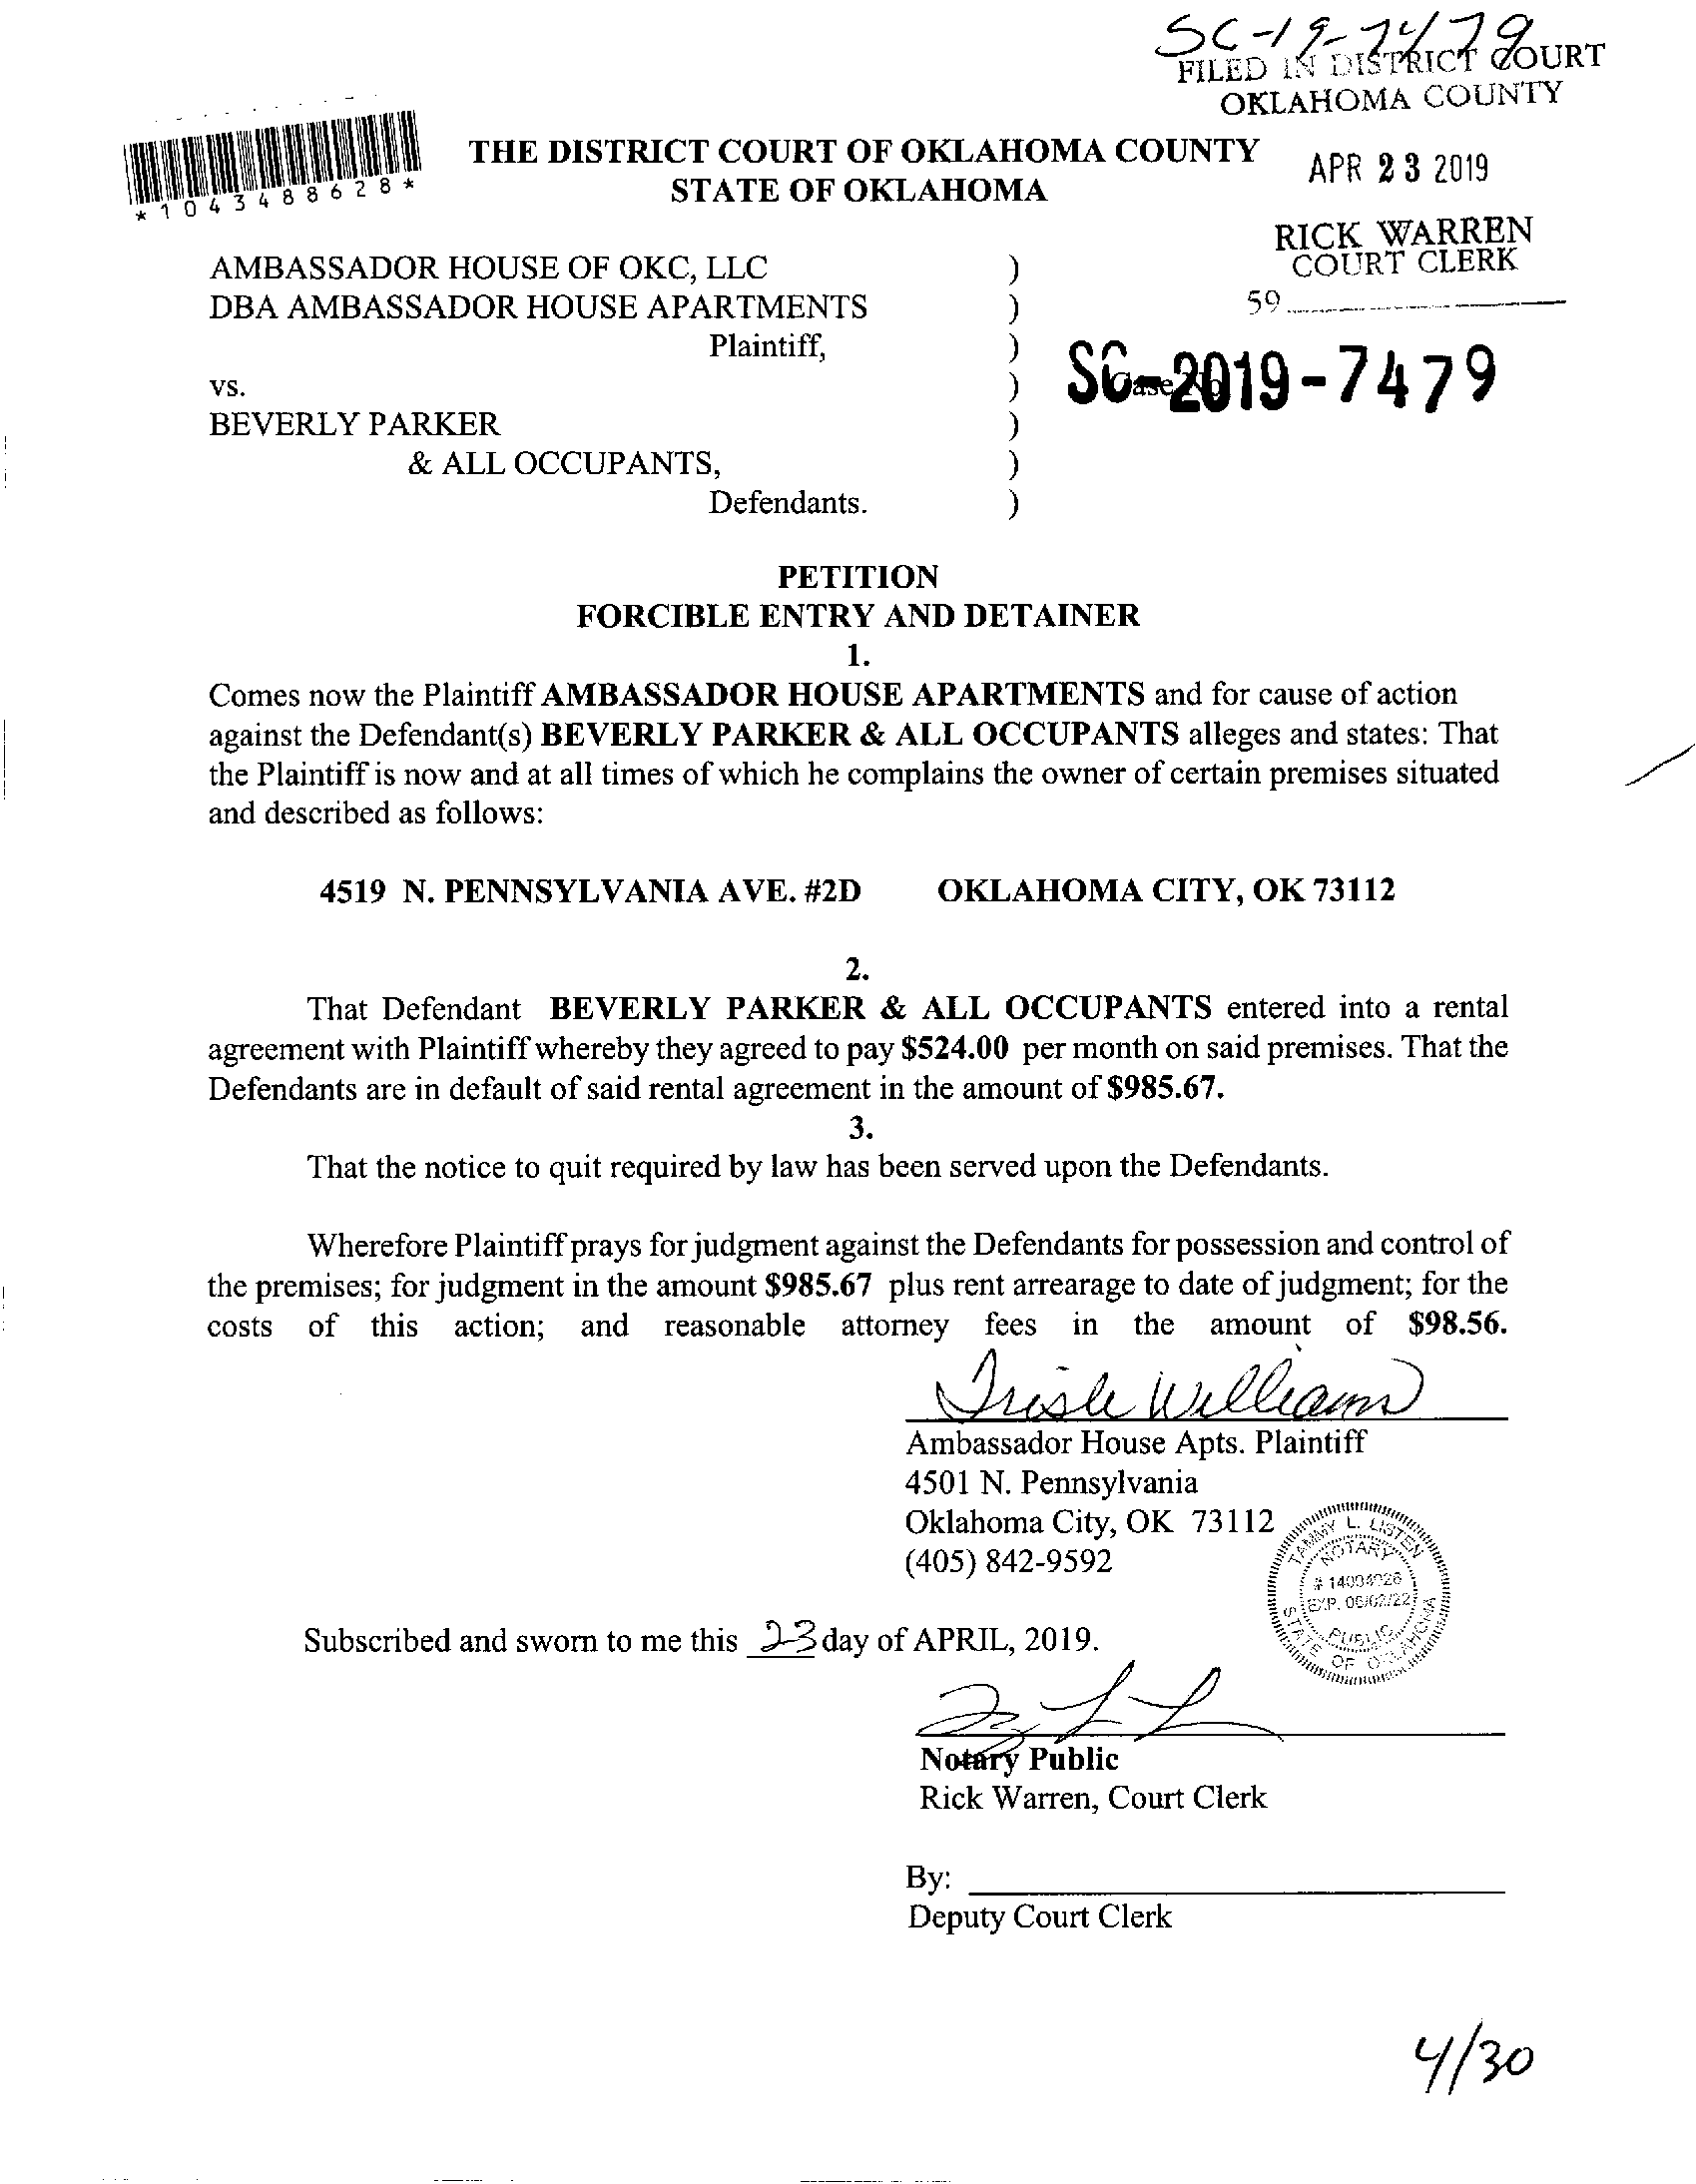 SC-19-7479
FILED IN DISTRICT COURT
OKLAHOMA COUNTY
*1043488628*
THE DISTRICT COURT OF OKLAHOMA COUNTY
STATE OF OKLAHOMA
APR 23 2019
RICK WARREN
COURT CLERK
59
AMBASSADOR HOUSE OF OKC, LLC )
DBA AMBASSADOR HOUSE APARTMENTS )
Plaintiff, )
vs. ) Case No
SC-2019-7479
BEVERLY PARKER )
& ALL OCCUPANTS, )
Defendants. )
PETITION
FORCIBLE ENTRY AND DETAINER
1.
Comes now the Plaintiff AMBASSADOR HOUSE APARTMENTS and for cause of action
against the Defendant(s) BEVERLY PARKER & ALL OCCUPANTS alleges and states: That
the Plaintiff is now and at all times of which he complains the owner of certain premises situated
and described as follows:
4519 N. PENNSYLVANIA AVE. #2D OKLAHOMA CITY, OK 73112
2.
That Defendant BEVERLY PARKER & ALL OCCUPANTS entered into a rental
agreement with Plaintiff whereby they agreed to pay $524.00 per month on said premises. That the
Defendants are in default of said rental agreement in the amount of $985.67.
3.
That the notice to quit required by law has been served upon the Defendants.
Wherefore Plaintiff prays for judgment against the Defendants for possession and control of
the premises; for judgment in the amount $985.67 plus rent arrearage to date of judgment; for the
costs of this action; and reasonable attorney fees in the amount of $98.56.
Trish Williams
Ambassador House Apts. Plaintiff
4501 N. Pennsylvania
Oklahoma City, OK 73112
(405) 842-9592
TAMMY L. LISTEN
NOTARY
EXP. 06/02/22
PUBLIC
STATE OF OKLAHOMA
Subscribed and sworn to me this 23 day of APRIL, 2019.
Notary Public
Rick Warren, Court Clerk
By:
Deputy Court Clerk
4/30